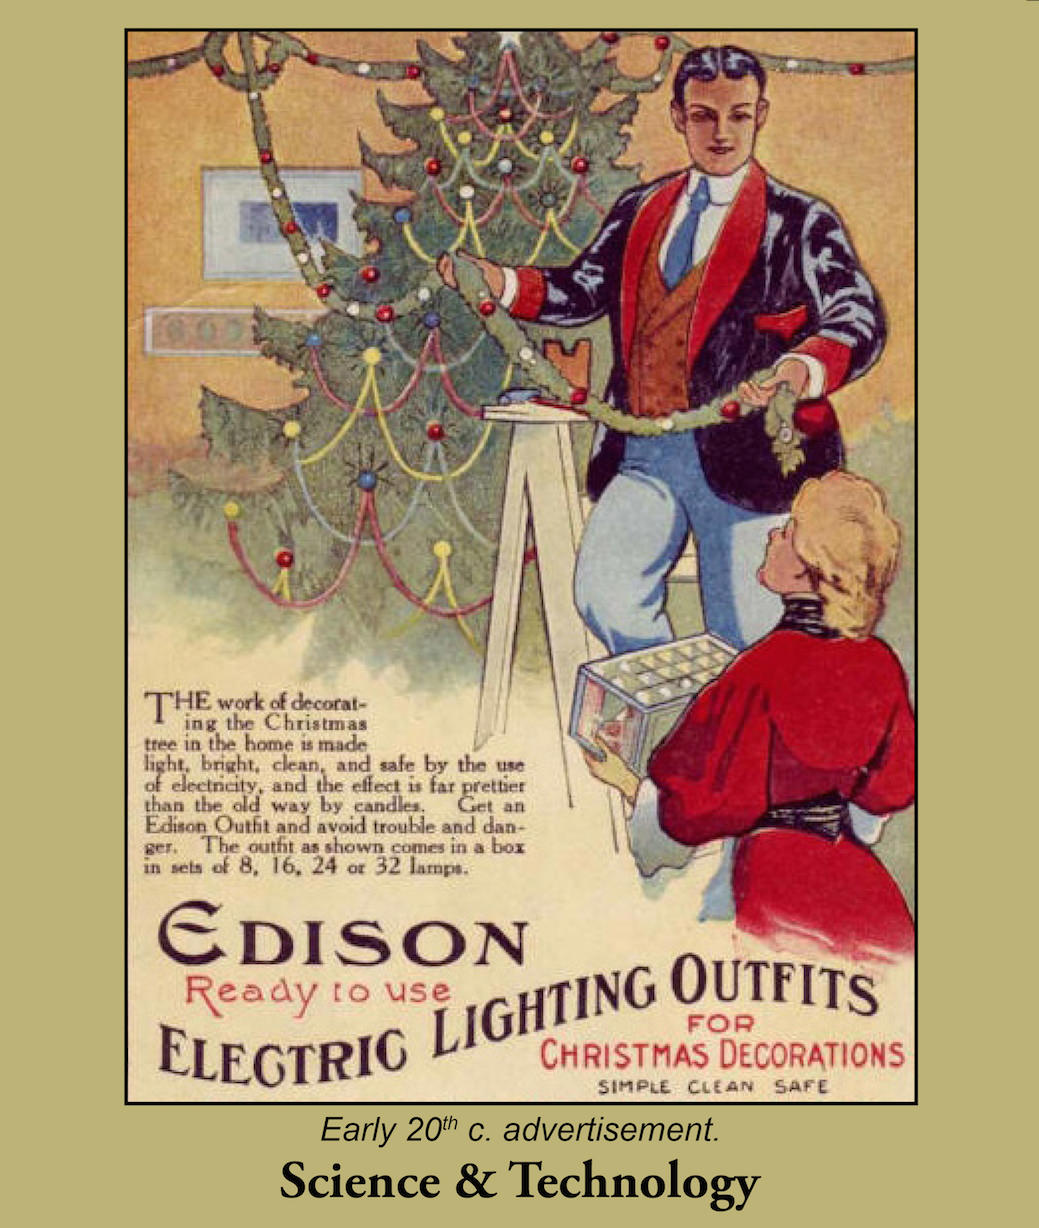 THE work of decorat-
ing the Christmas
tree in the home is made
light, bright, clean, and safe by the use
of electricity, and the effect is far prettier
than the old way by candles. Get an
Edison Outfit and avoid trouble and dan-
ger. The outfit as shown comes in a box
in sets of 8, 16, 24 or 32 lamps.
EDISON
Ready to use
ELECTRIC LIGHTING OUTFITS
FOR
CHRISTMAS DECORATIONS
SIMPLE CLEAN SAFE
Early 20th c. advertisement.
Science & Technology